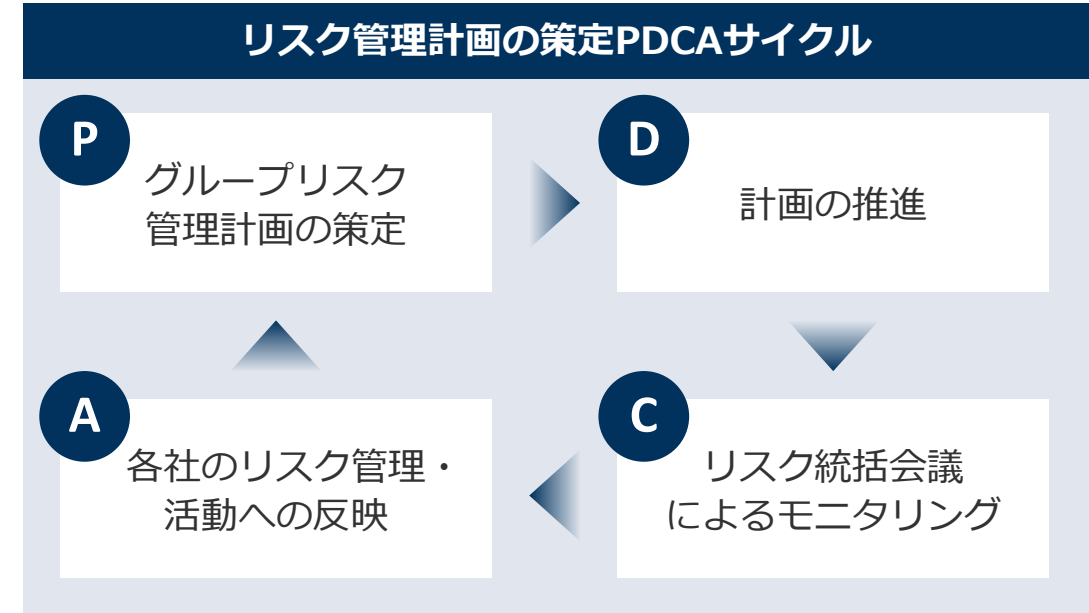 リスク管理計画の策定PDCAサイクル
P
グループリスク
管理計画の策定
D
計画の推進
A
各社のリスク管理・
活動への反映
C
リスク統括会議
によるモニタリング